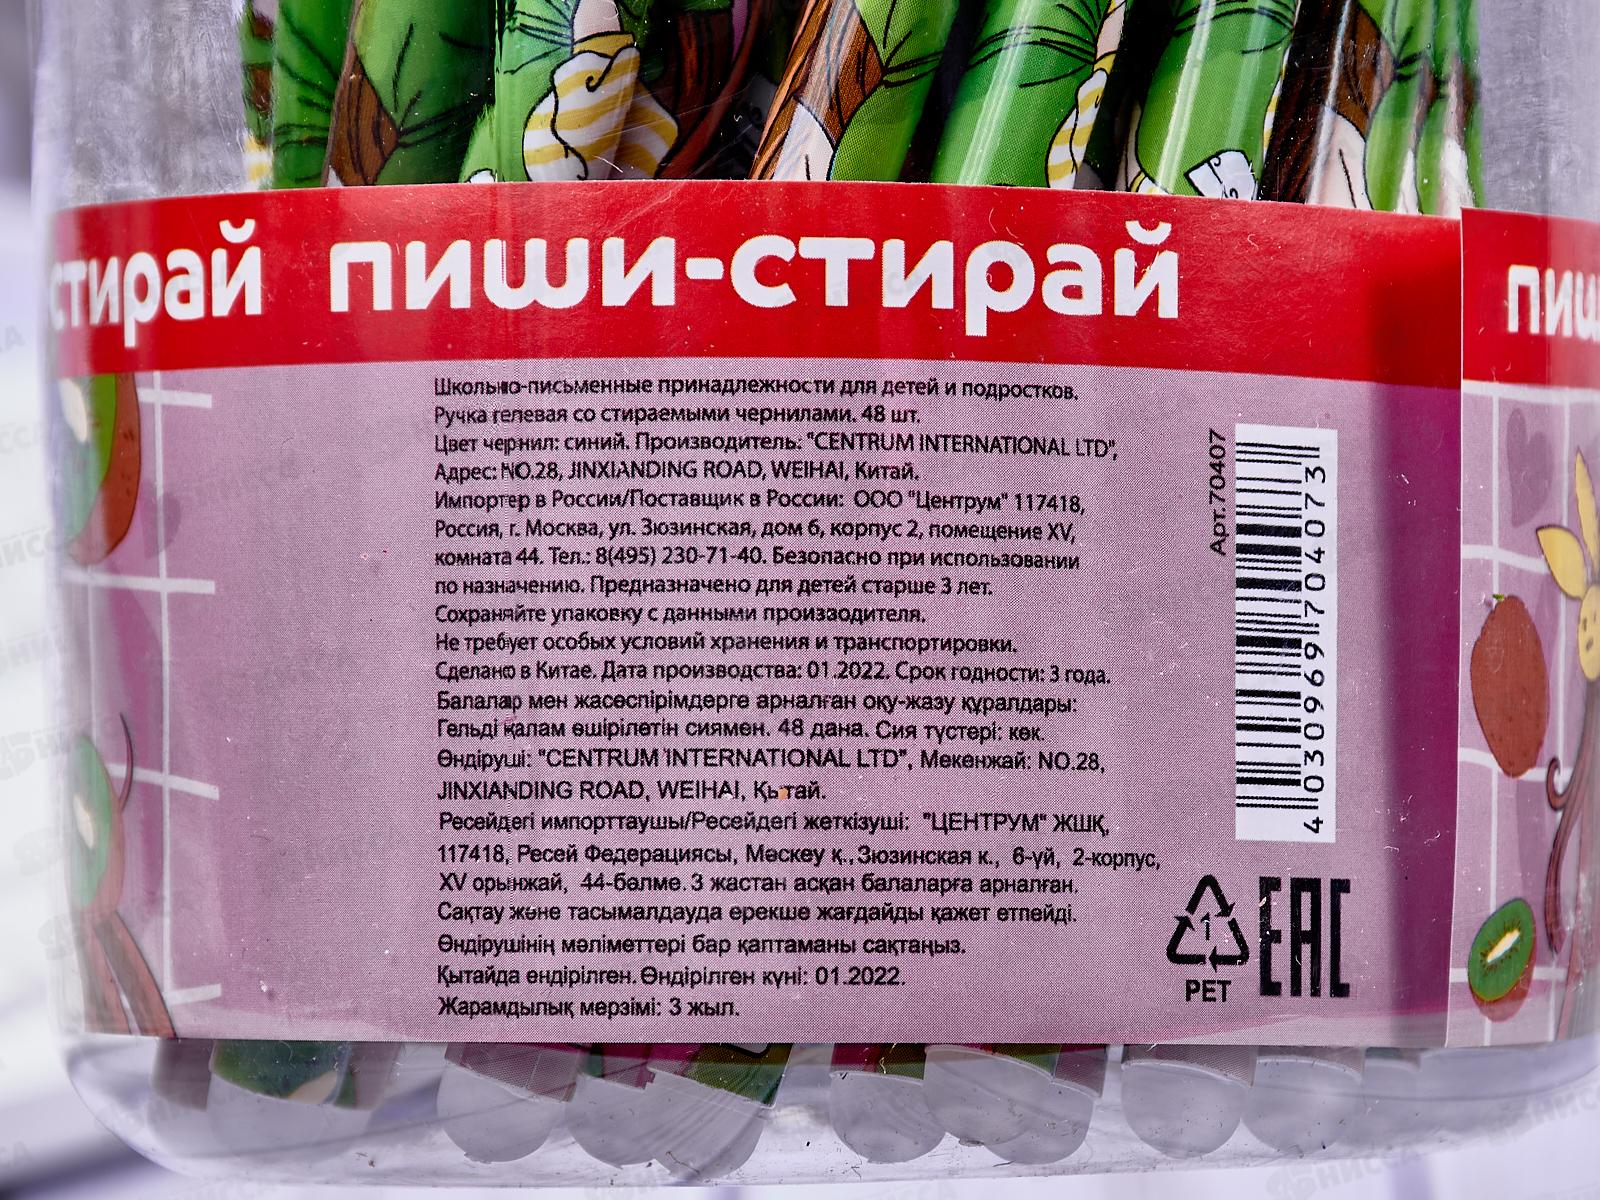 стирай пиши-стирай пиш
Школьно-письменные принадлежности для детей и подростков.
Ручка гелевая со стираемыми чернилами. 48 шт.
Цвет чернил: синий. Производитель: "CENTRUM INTERNATIONAL LTD",
Адрес: NO.28, JINXIANDING ROAD, WEIHAI, Китай.
Импортер в России/Поставщик в России: ООО "Центрум" 117418,
Россия, г. Москва, ул. Зюзинская, дом 6, корпус 2, помещение XV,
комната 44. Тел.: 8(495) 230-71-40. Безопасно при использовании
по назначению. Предназначено для детей старше 3 лет.
Сохраняйте упаковку с данными производителя.
Не требует особых условий хранения и транспортировки.
Сделано в Китае. Дата производства: 01.2022. Срок годности: 3 года.
Балалар мен жасөспірімдерге арналған оқу-жазу құралдары:
Гельді қалам өшірілетін сиямен. 48 дана. Сия түстері: көк.
Өндіруші: "CENTRUM INTERNATIONAL LTD", Мекенжай: NO.28,
JINXIANDING ROAD, WEIHAI, Қытай.
Ресейдегі импорттаушы/Ресейдегі жеткізуші: "ЦЕНТРУМ" ЖШҚ,
117418, Ресей Федерациясы, Мәскеу қ., Зюзинская к., 6-үй, 2-корпус,
XV орынжай, 44-бөлме. 3 жастан асқан балаларға арналған.
Сақтау және тасымалдауда ерекше жағдайды қажет етпейді.
Өндірушінің мәліметтері бар қаптаманы сақтаңыз.
Қытайда өндірілген. Өндірілген күні: 01.2022.
Жарамдылық мерзімі: 3 жыл.
Арт.70407
4 030969 704073
1
PET
EAC